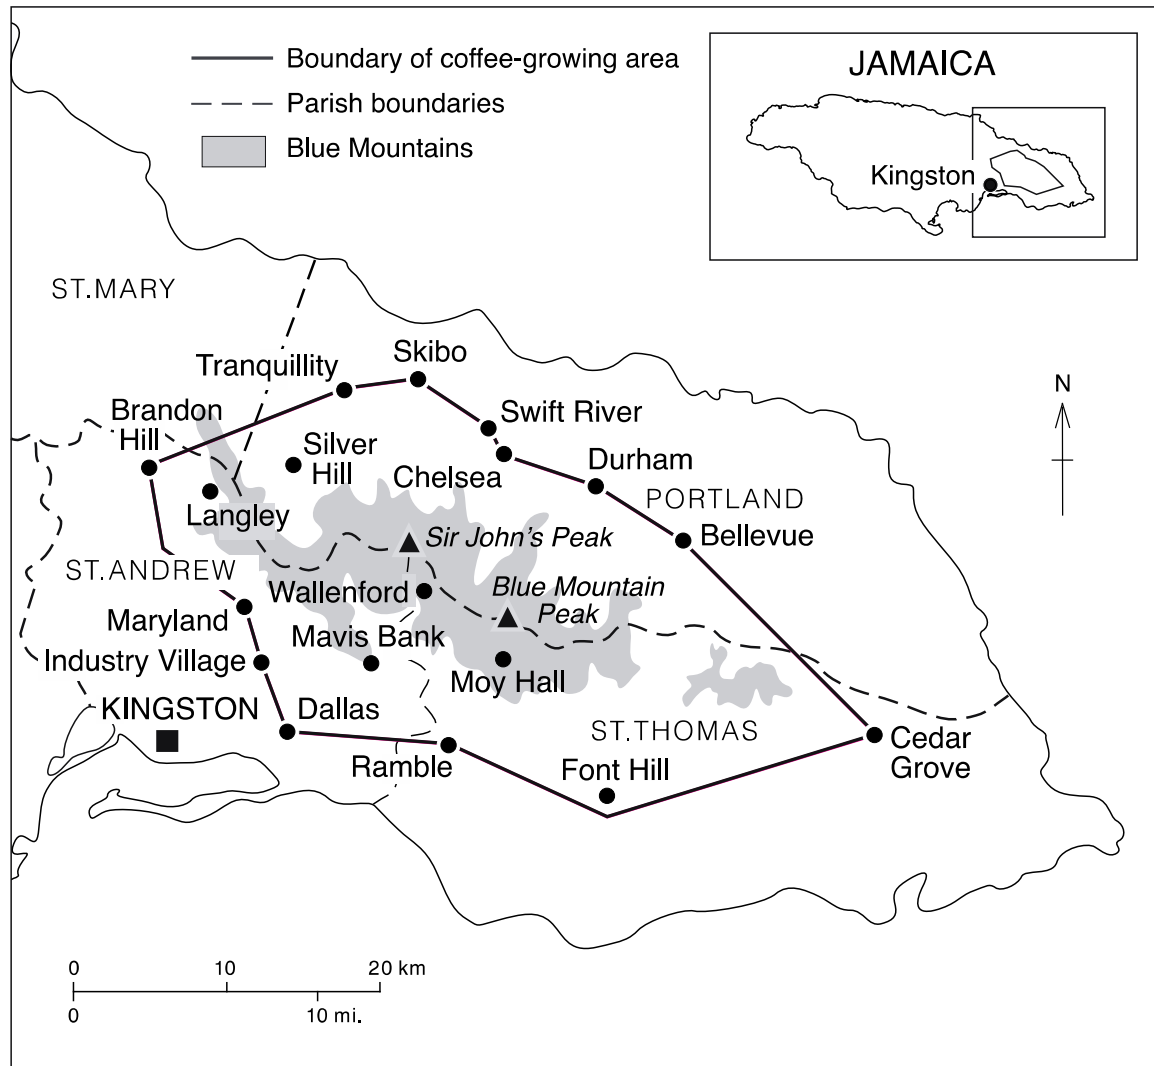 Boundary of coffee-growing area
Parish boundaries
Blue Mountains
JAMAICA
Kingston
ST.MARY
N
Skibo
Tranquillity
Brandon
Hill
Swift River
Silver
Hill
Chelsea
Durham
Langley
PORTLAND
Bellevue
Sir John's Peak
ST.ANDREW
Wallenford
Blue Mountain
Peak
Maryland
Mavis Bank
Industry Village
Moy Hall
KINGSTON
Dallas
ST.THOMAS
Ramble
Font Hill
Cedar
Grove
0 10 20 km
0 10 mi.